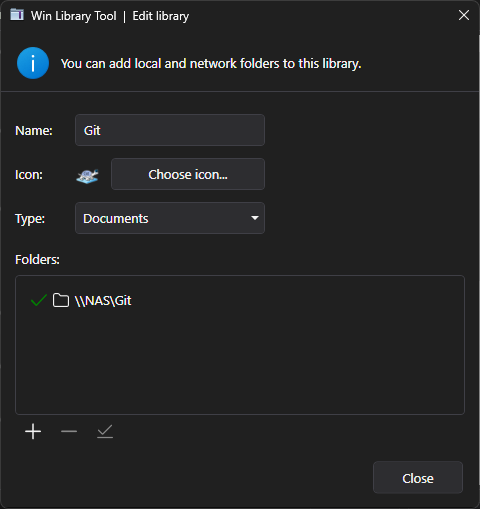 Win Library Tool | Edit library
You can add local and network folders to this library.
Name: Git
Icon: Choose icon...
Type: Documents
Folders:
\\NAS\Git
Close